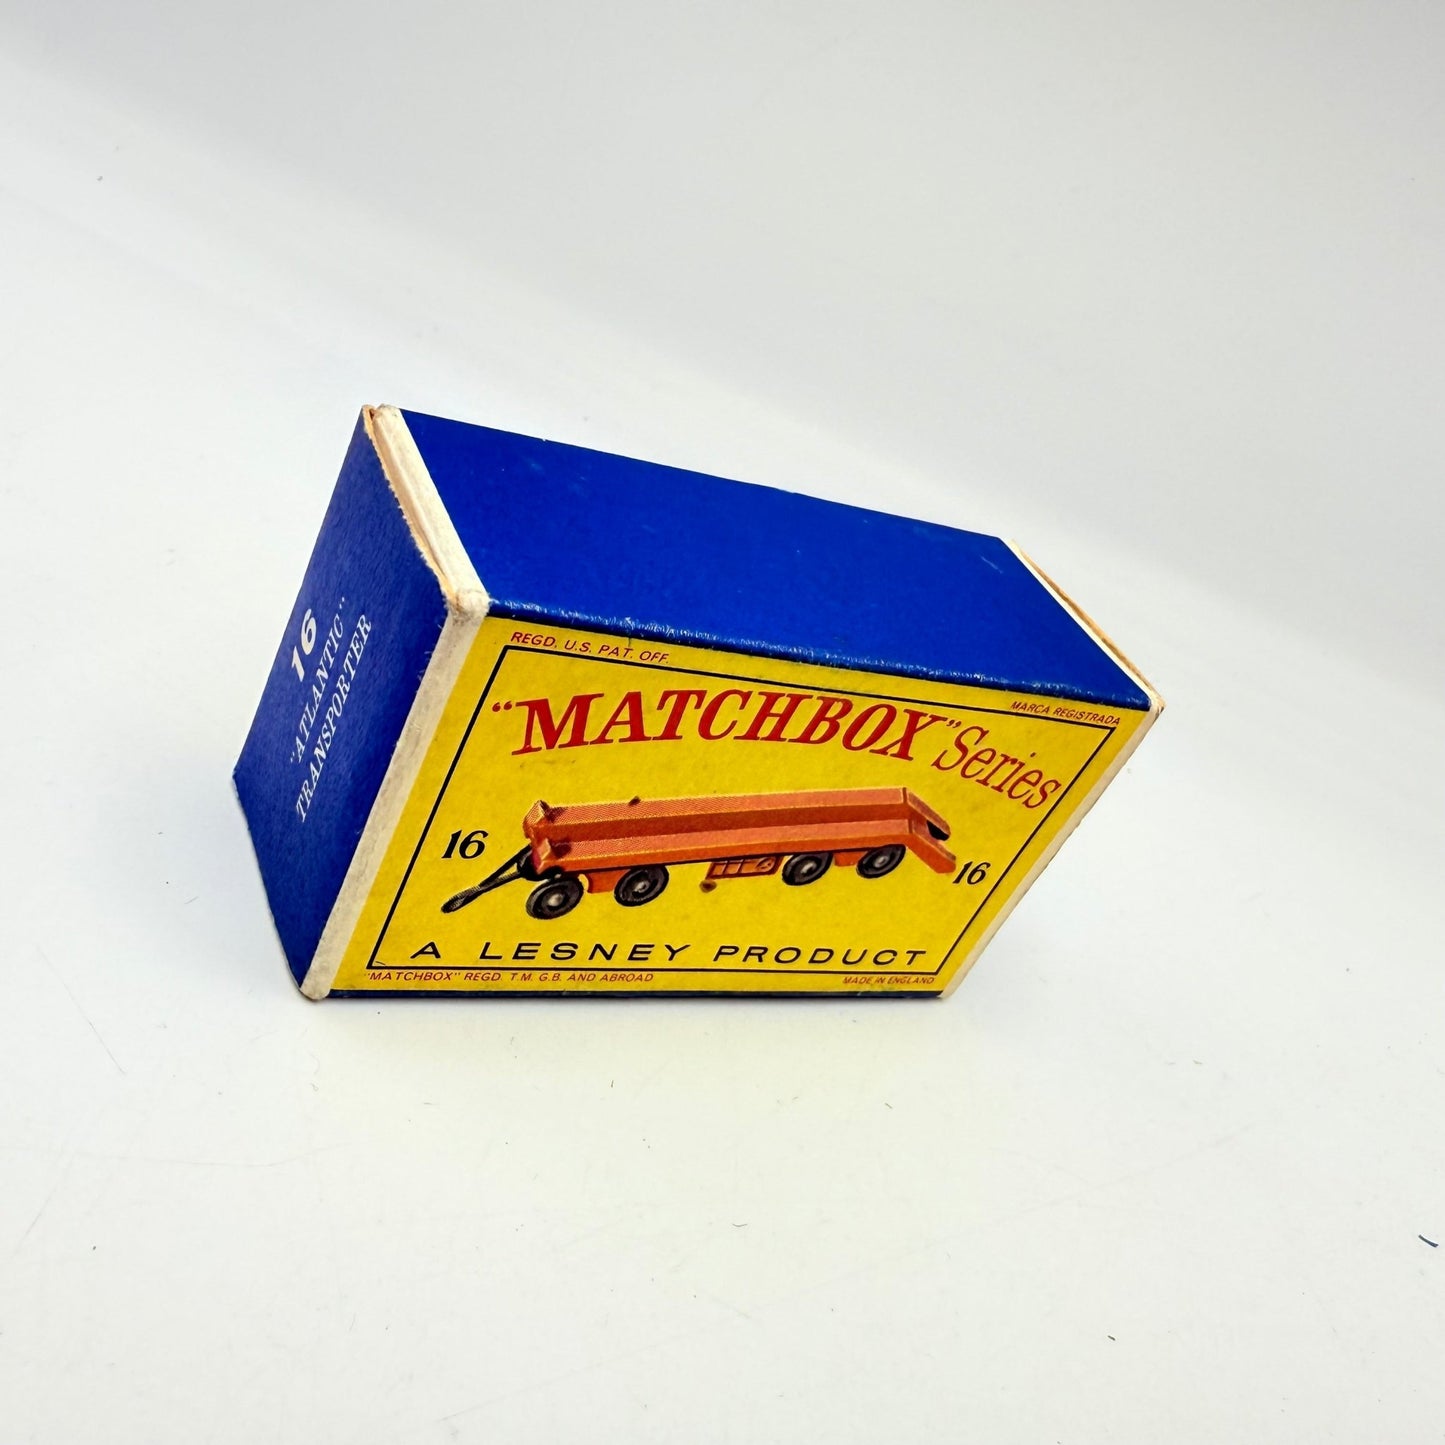 16
"ATLANTIC"
TRANSPORTER
REGD. U.S. PAT. OFF.
MARCA REGISTRADA
"MATCHBOX" Series
16
16
A LESNEY PRODUCT
"MATCHBOX" REGD. T.M. G.B. AND ABROAD
MADE IN ENGLAND